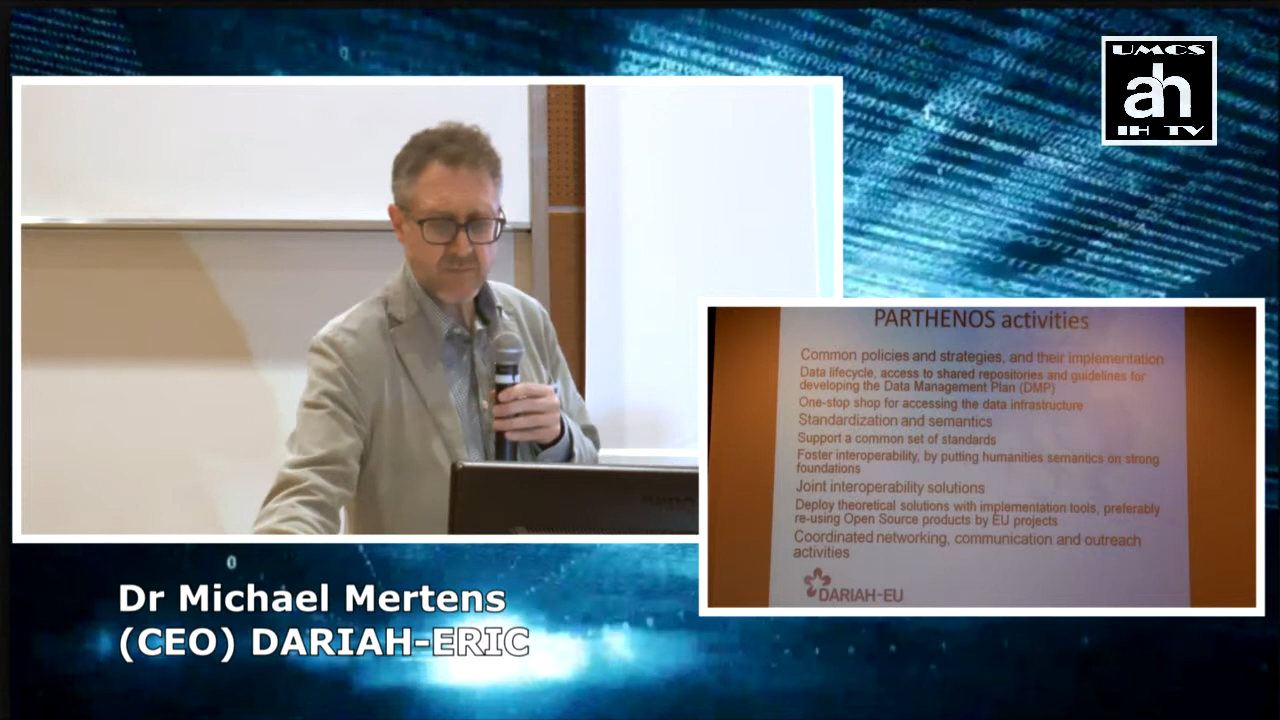 UMCS
ah
IH TV
PARTHENOS activities
Common policies and strategies, and their implementation
Data lifecycle, access to shared repositories and guidelines for
developing the Data Management Plan (DMP)
One-stop shop for accessing the data infrastructure
Standardization and semantics
Support a common set of standards
Foster interoperability, by putting humanities semantics on strong
foundations
Joint interoperability solutions
Deploy theoretical solutions with implementation tools, preferably
re-using Open Source products by EU projects
Coordinated networking, communication and outreach
activities
DARIAH-EU
Dr Michael Mertens
(CEO) DARIAH-ERIC